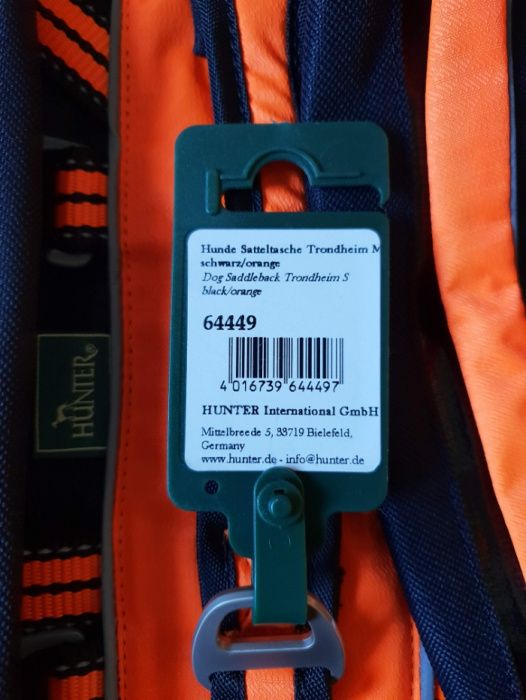 Hunde Satteltasche Trondheim M
schwarz/orange
Dog Saddleback Trondheim S
black/orange
64449
4 016739 644497
HUNTER International GmbH
Mittelbreede 5, 33719 Bielefeld,
Germany
www.hunter.de - info@hunter.de
HUNTER®